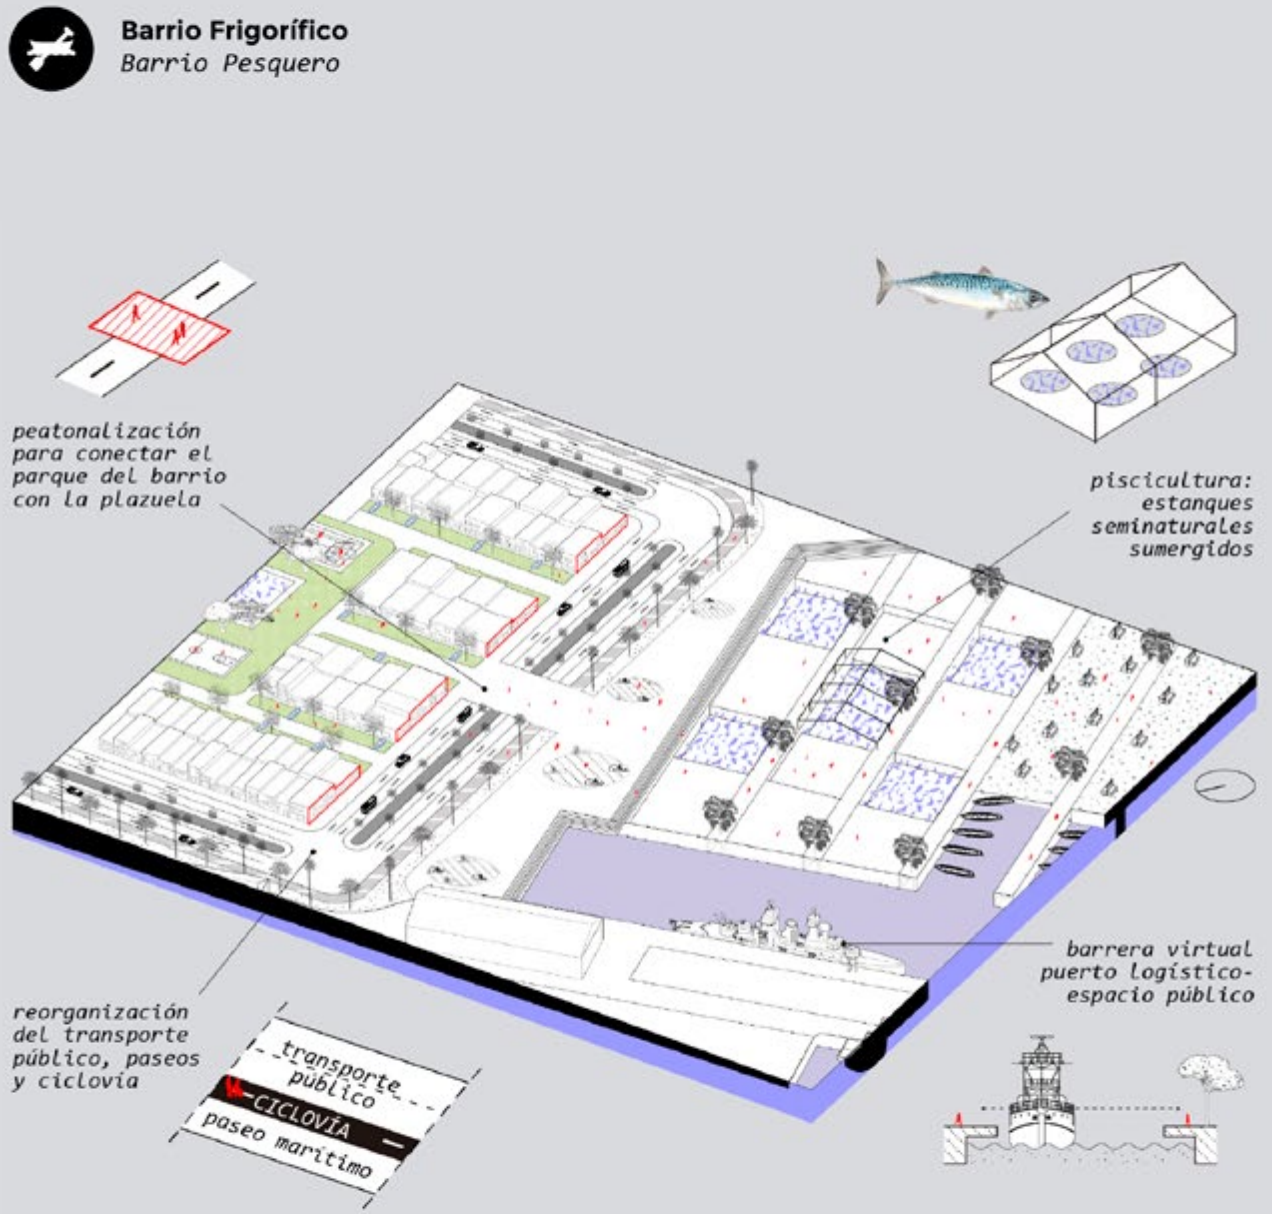 Barrio Frigorífico
Barrio Pesquero
peatonalización
para conectar el
parque del barrio
con la plazuela
piscicultura:
estanques
seminaturales
sumergidos
barrera virtual
puerto logístico-
espacio público
reorganización
del transporte
público, paseos
y ciclovía
transporte
público
CICLOVÍA
paseo marítimo